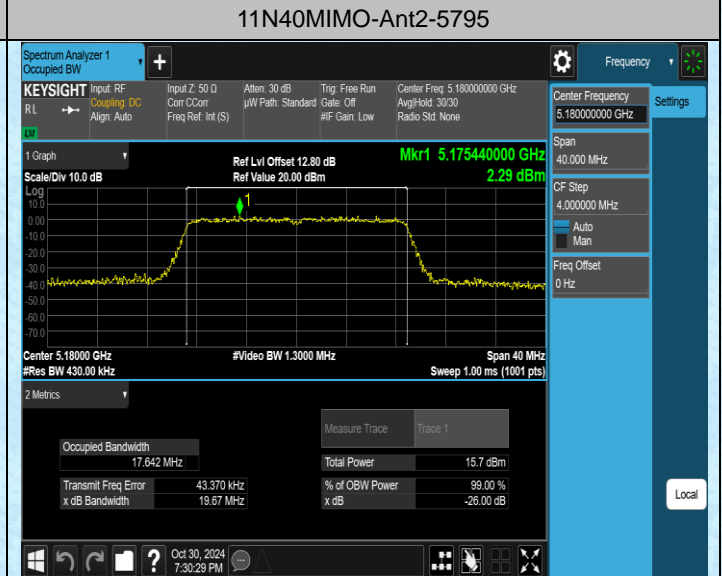 11N40MIMO-Ant2-5795
Spectrum Analyzer 1
Occupied BW
+
Frequency
KEYSIGHT
RL
Input: RF
Coupling: DC
Align: Auto
Input Z: 50 Ω
Corr CCorr
Freq Ref: Int (S)
Atten: 30 dB
µW Path: Standard
Trig: Free Run
Gate: Off
#IF Gain: Low
Center Freq: 5.180000000 GHz
Avg|Hold: 30/30
Radio Std: None
Center Frequency
5.180000000 GHz
Settings
Span
40.000 MHz
CF Step
4.000000 MHz
Auto
Man
Freq Offset
0 Hz
1 Graph
Scale/Div 10.0 dB
Ref Lvl Offset 12.80 dB
Ref Value 20.00 dBm
Mkr1 5.175440000 GHz
2.29 dBm
Log
10.0
0.00
-10.0
-20.0
-30.0
-40.0
-50.0
-60.0
-70.0
1
Center 5.18000 GHz
#Video BW 1.3000 MHz
Span 40 MHz
#Res BW 430.00 kHz
Sweep 1.00 ms (1001 pts)
2 Metrics
Measure Trace
Trace 1
Occupied Bandwidth
17.642 MHz
Total Power
15.7 dBm
Transmit Freq Error
43.370 kHz
% of OBW Power
99.00 %
x dB Bandwidth
19.67 MHz
x dB
-26.00 dB
Local
?
Oct 30, 2024
7:30:29 PM